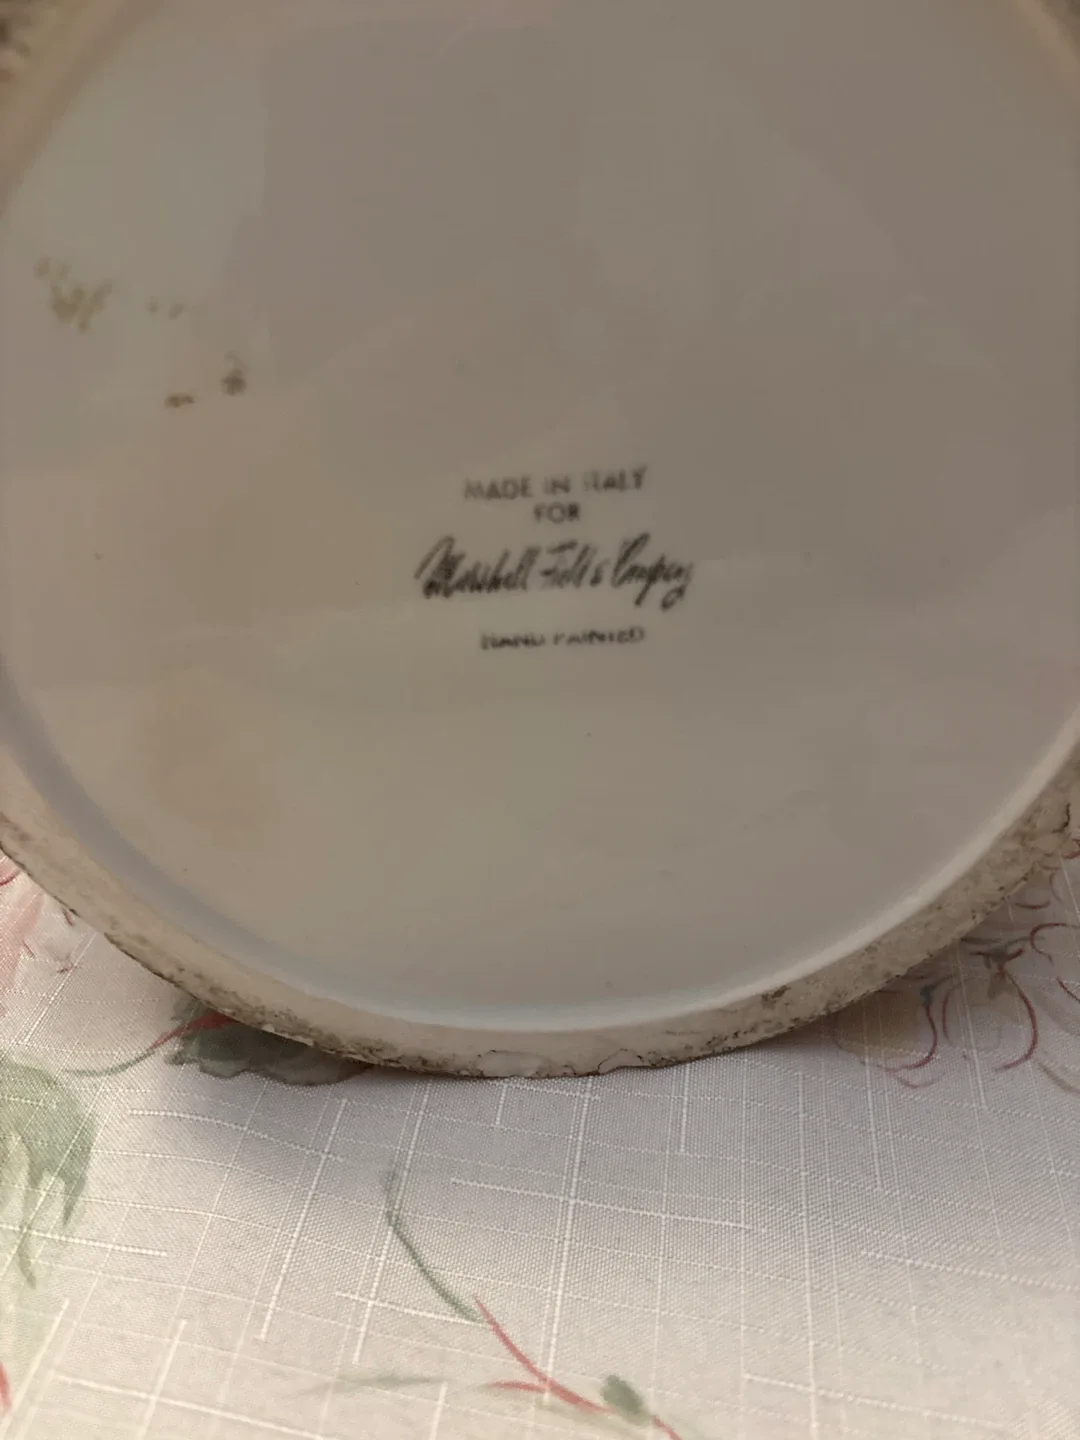 MADE IN ITALY
FOR
Marshall Field & Company
HAND PAINTED